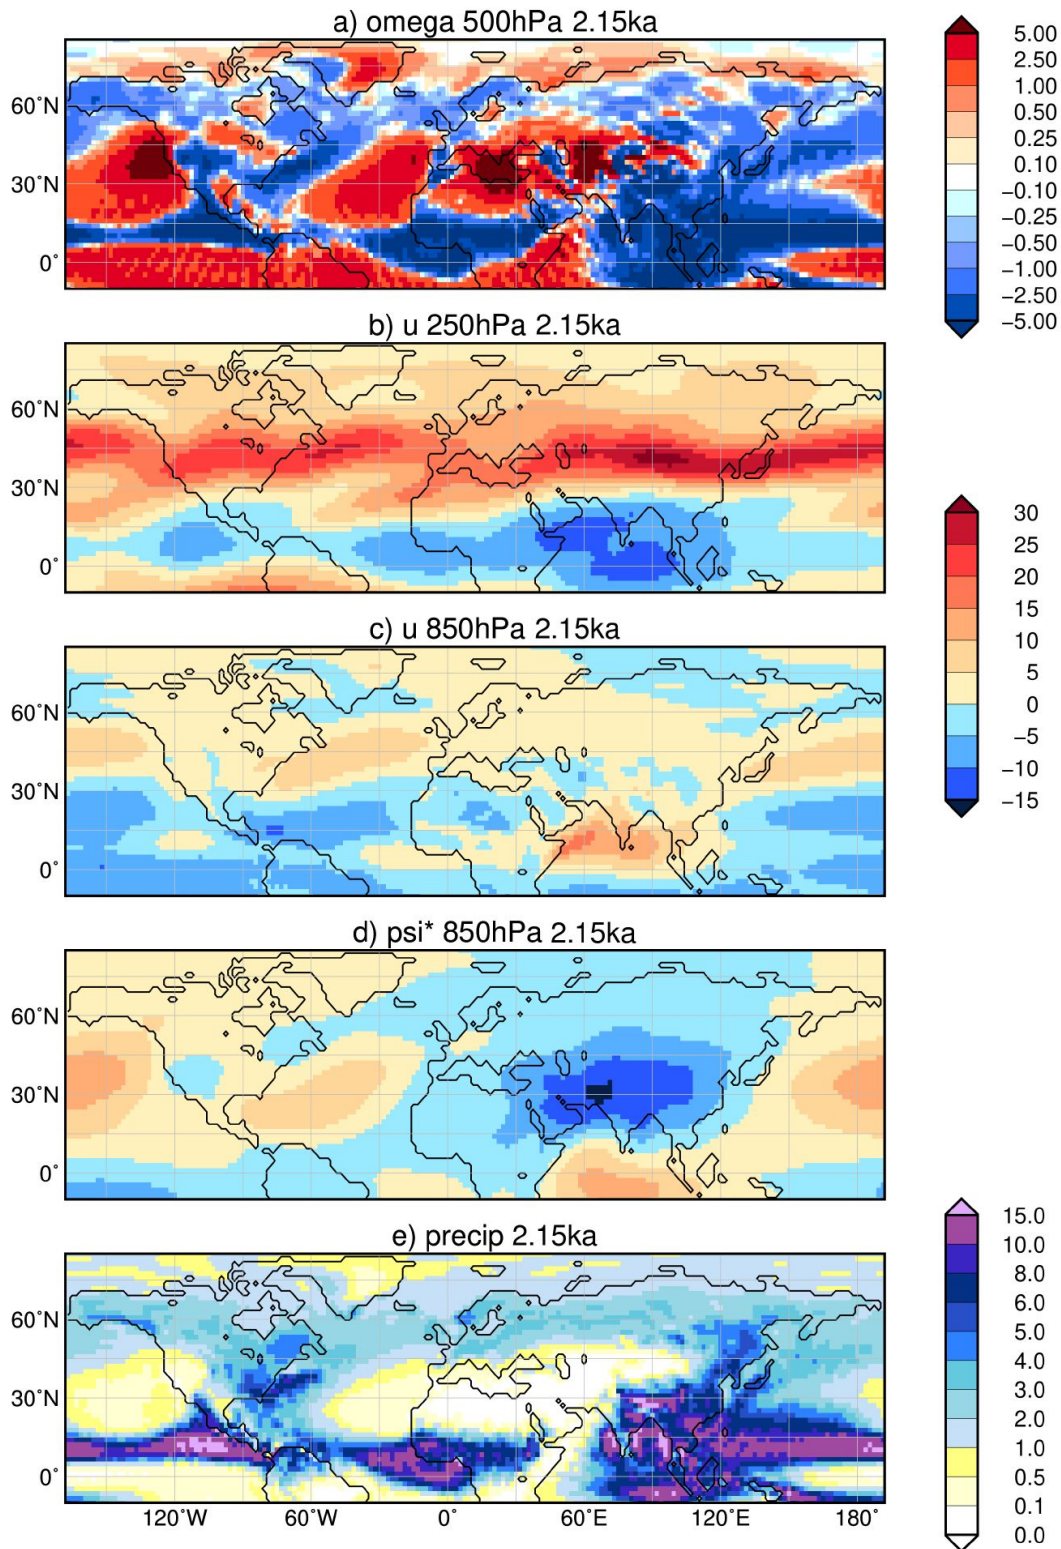 a) omega 500hPa 2.15ka
60°N
30°N
0°
5.00
2.50
1.00
0.50
0.25
0.10
−0.10
−0.25
−0.50
−1.00
−2.50
−5.00
b) u 250hPa 2.15ka
60°N
30°N
0°
c) u 850hPa 2.15ka
60°N
30°N
0°
30
25
20
15
10
5
0
−5
−10
−15
d) psi* 850hPa 2.15ka
60°N
30°N
0°
e) precip 2.15ka
60°N
30°N
0°
120°W
60°W
0°
60°E
120°E
180°
15.0
10.0
8.0
6.0
5.0
4.0
3.0
2.0
1.0
0.5
0.1
0.0